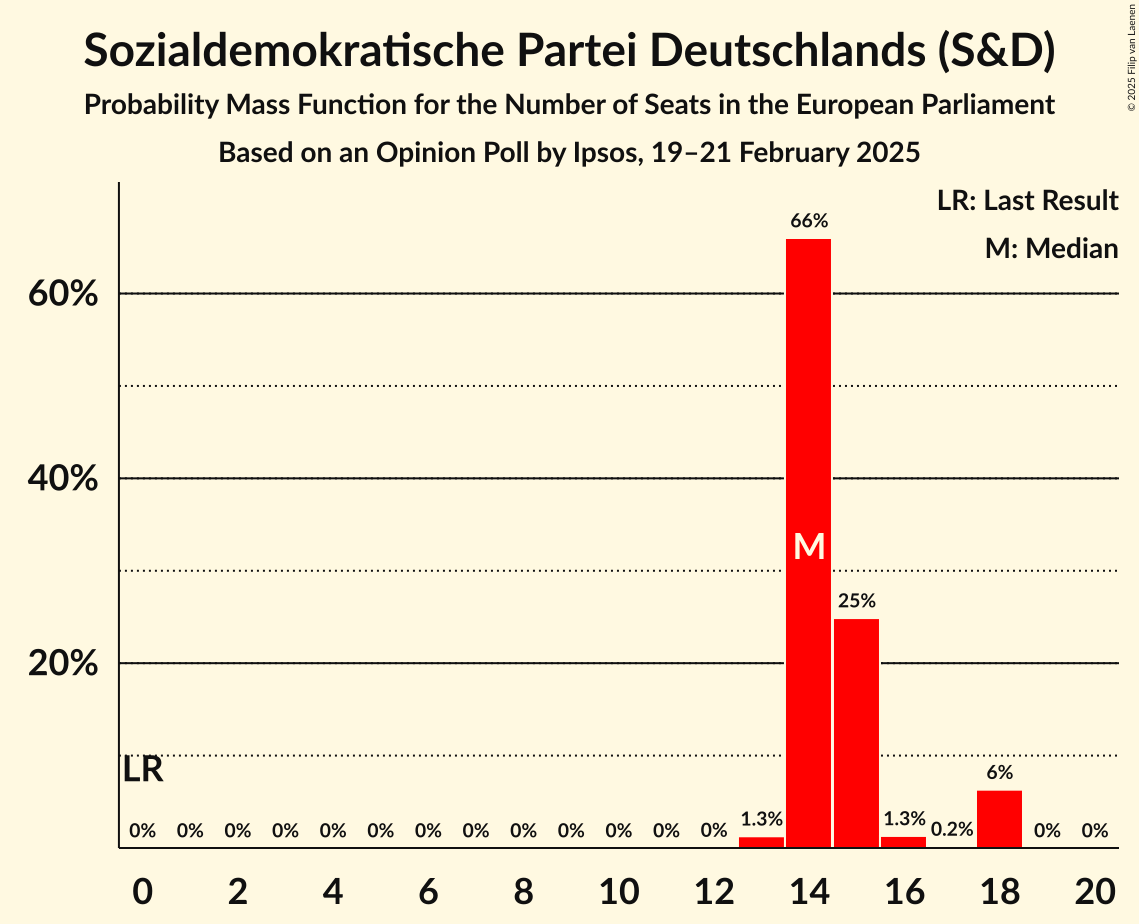 Sozialdemokratische Partei Deutschlands (S&D)
Probability Mass Function for the Number of Seats in the European Parliament
Based on an Opinion Poll by Ipsos, 19–21 February 2025
© 2025 Filip van Laenen
LR: Last Result
M: Median
60%
40%
20%
66%
M
25%
LR
0% 0% 0% 0% 0% 0% 0% 0% 0% 0% 0% 0% 0% 1.3% 1.3% 0.2% 6% 0% 0%
0 2 4 6 8 10 12 14 16 18 20